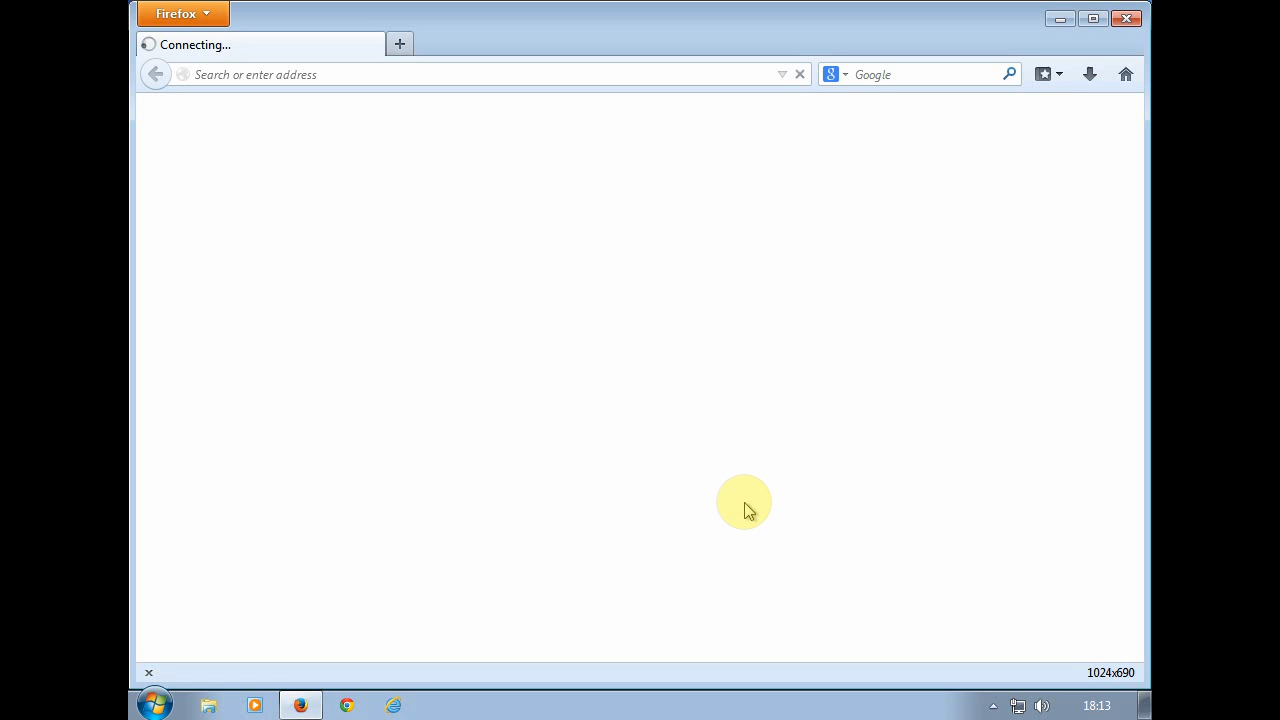 Firefox
Connecting...
Search or enter address
Google
1024x690
18:13